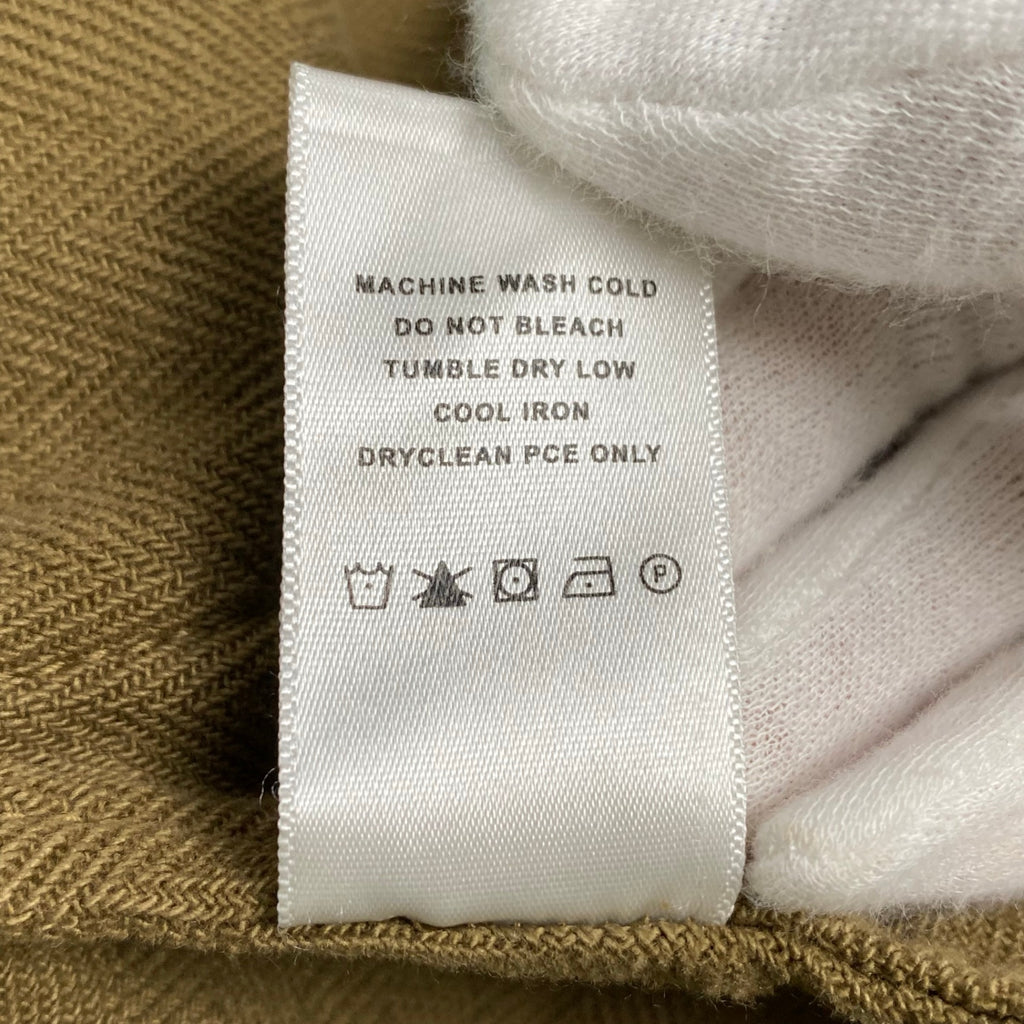 MACHINE WASH COLD
DO NOT BLEACH
TUMBLE DRY LOW
COOL IRON
DRYCLEAN PCE ONLY
P